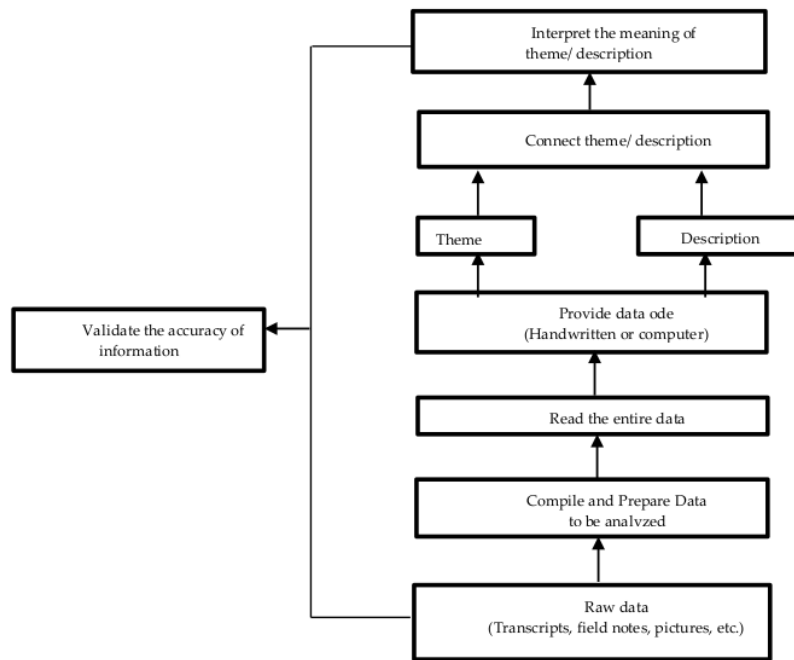 Interpret the meaning of
theme/ description
Connect theme/ description
Theme
Description
Provide data ode
(Handwritten or computer)
Validate the accuracy of
information
Read the entire data
Compile and Prepare Data
to be analyzed
Raw data
(Transcripts, field notes, pictures, etc.)